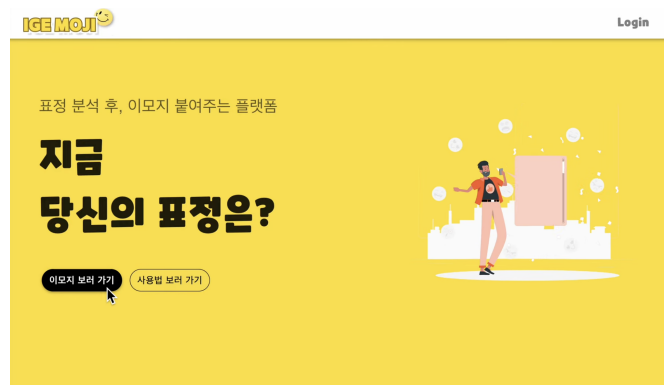 IGE MOJI
Login
표정 분석 후, 이모지 붙여주는 플랫폼
지금
당신의 표정은?
이모지 보러 가기
사용법 보러 가기